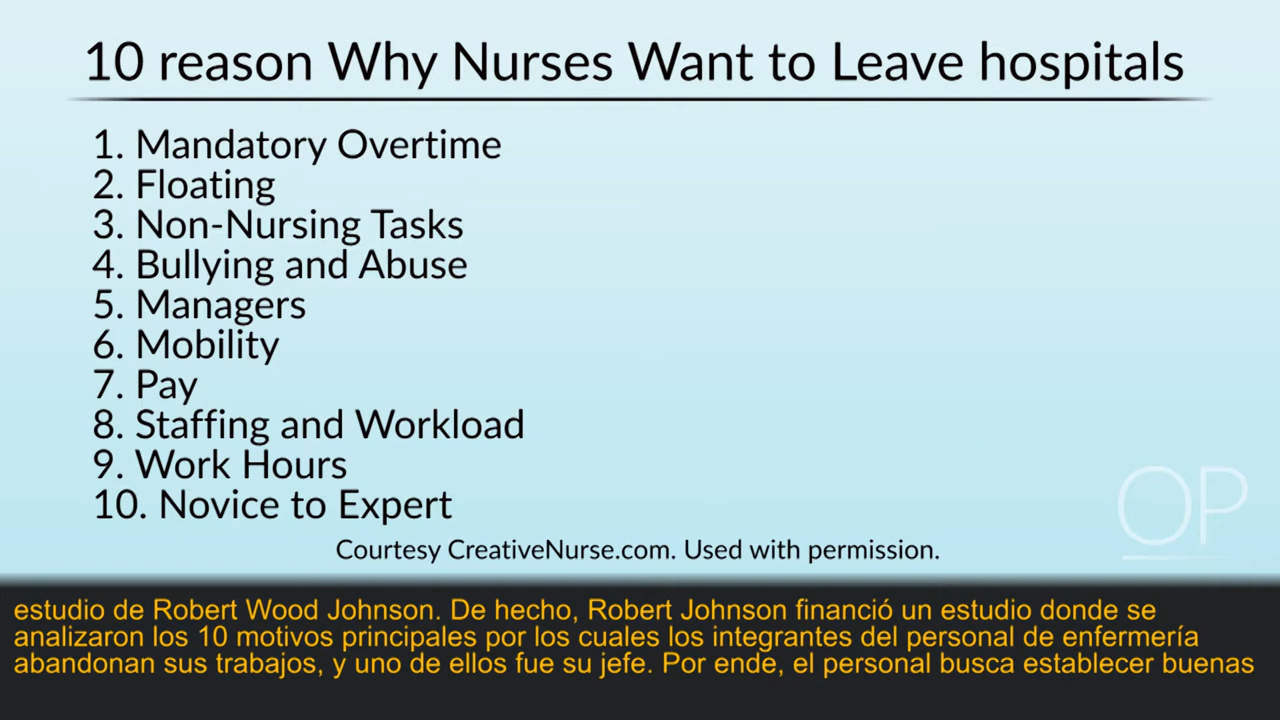 10 reason Why Nurses Want to Leave hospitals
1. Mandatory Overtime
2. Floating
3. Non-Nursing Tasks
4. Bullying and Abuse
5. Managers
6. Mobility
7. Pay
8. Staffing and Workload
9. Work Hours
10. Novice to Expert
OP
Courtesy CreativeNurse.com. Used with permission.
estudio de Robert Wood Johnson. De hecho, Robert Johnson financió un estudio donde se
analizaron los 10 motivos principales por los cuales los integrantes del personal de enfermería
abandonan sus trabajos, y uno de ellos fue su jefe. Por ende, el personal busca establecer buenas